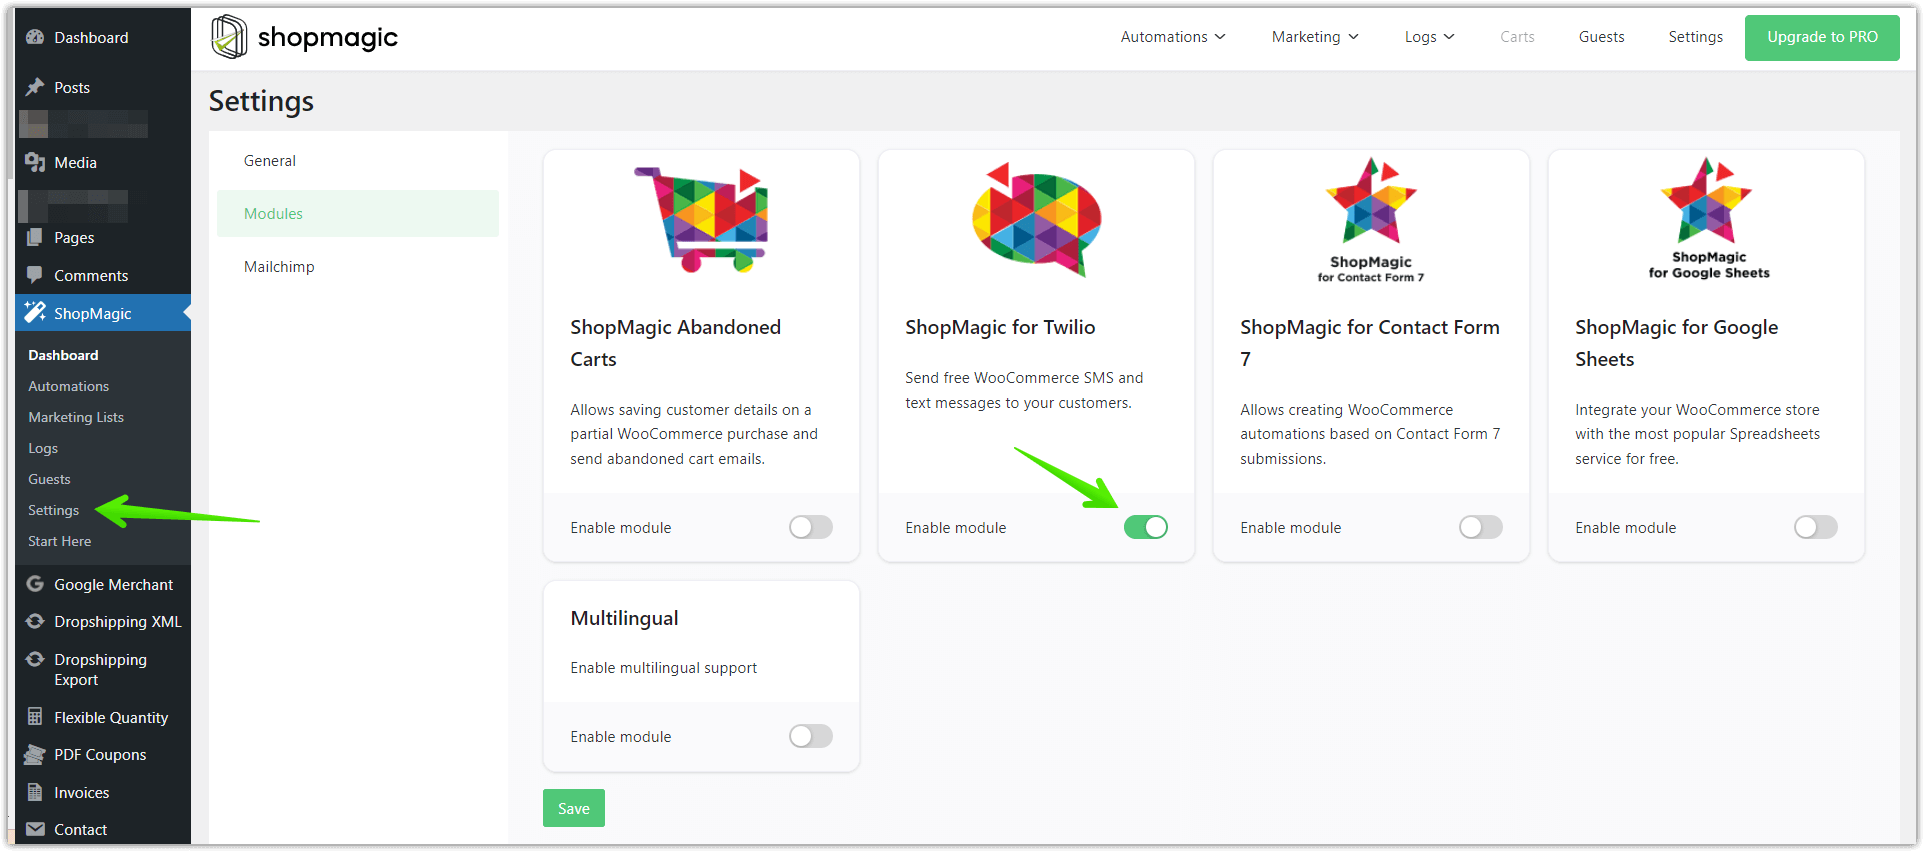 Dashboard
Posts
Media
Pages
Comments
ShopMagic
Dashboard
Automations
Marketing Lists
Logs
Guests
Settings
Start Here
Google Merchant
Dropshipping XML
Dropshipping
Export
Flexible Quantity
PDF Coupons
Invoices
Contact
shopmagic
Automations
Marketing
Logs
Carts
Guests
Settings
Upgrade to PRO
Settings
General
Modules
Mailchimp
ShopMagic Abandoned
Carts
Allows saving customer details on a
partial WooCommerce purchase and
send abandoned cart emails.
Enable module
ShopMagic for Twilio
Send free WooCommerce SMS and
text messages to your customers.
Enable module
ShopMagic
for Contact Form 7
ShopMagic for Contact Form
7
Allows creating WooCommerce
automations based on Contact Form 7
submissions.
Enable module
ShopMagic
for Google Sheets
ShopMagic for Google
Sheets
Integrate your WooCommerce store
with the most popular Spreadsheets
service for free.
Enable module
Multilingual
Enable multilingual support
Enable module
Save